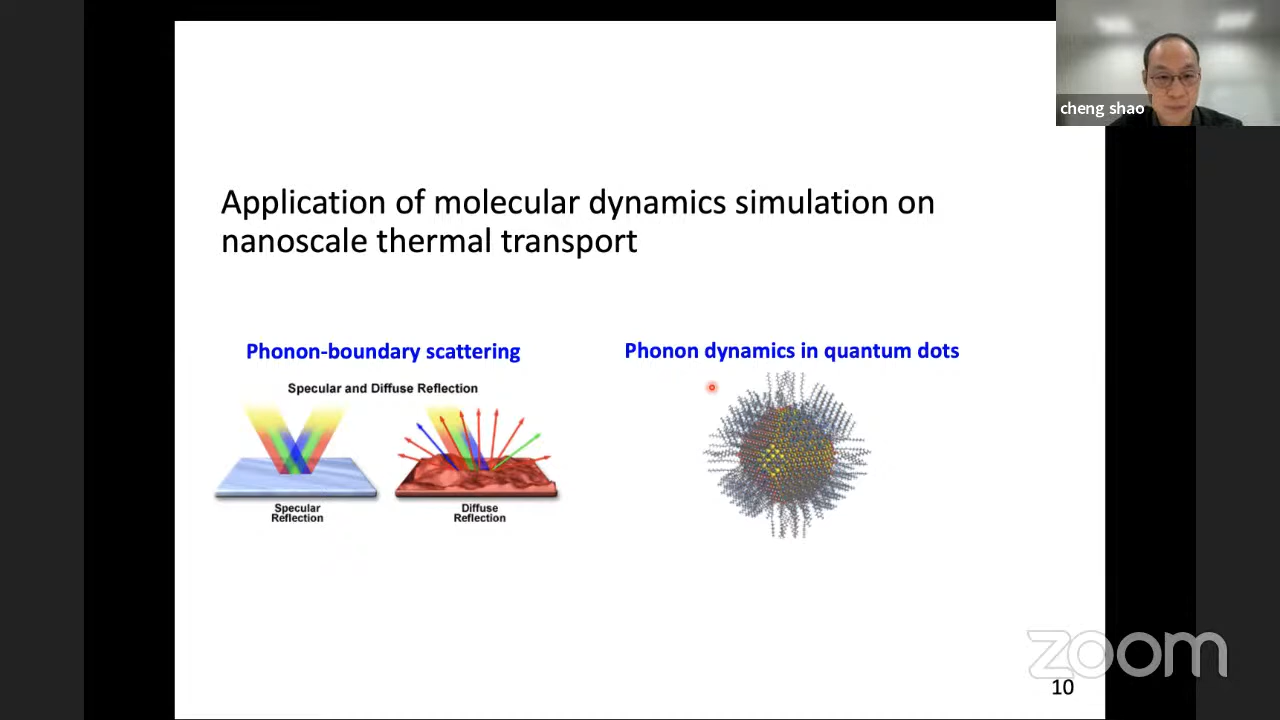 cheng shao
Application of molecular dynamics simulation on
nanoscale thermal transport
Phonon-boundary scattering
Phonon dynamics in quantum dots
Specular and Diffuse Reflection
Specular
Reflection
Diffuse
Reflection
zoom
10